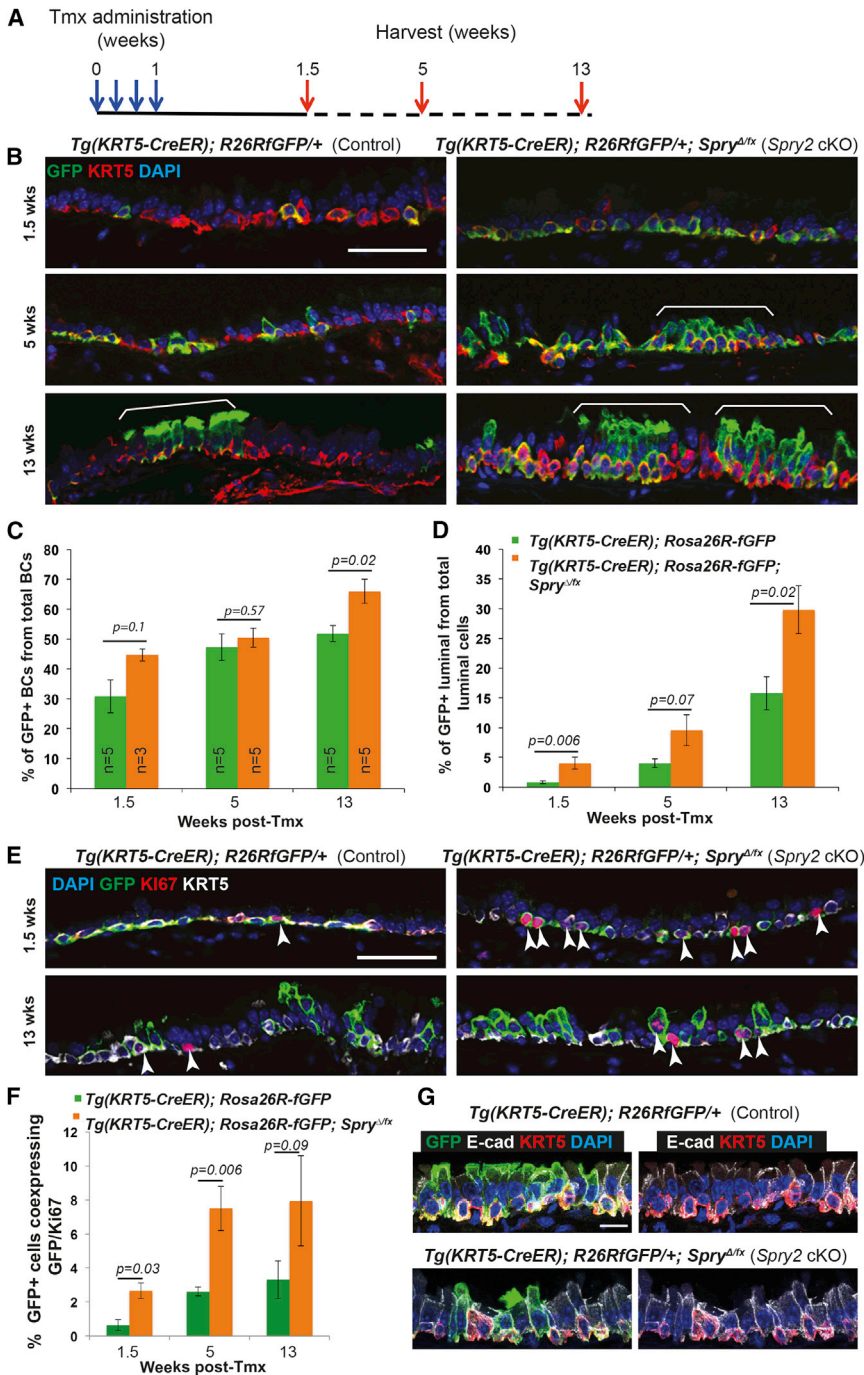 A
Tmx administration
(weeks)
Harvest (weeks)
0 1 1.5 5 13
Tg(KRT5-CreER); R26RfGFP/+ (Control)
Tg(KRT5-CreER); R26RfGFP/+; Spry^Δ/fx (Spry2 cKO)
B
GFP KRT5 DAPI
1.5 wks
5 wks
13 wks
C
% of GFP+ BCs from total BCs
80
70
60
50
40
30
20
10
0
p=0.1
p=0.57
p=0.02
n=5
n=3
n=5
n=5
n=5
n=5
1.5 5 13
Weeks post-Tmx
D
Tg(KRT5-CreER); Rosa26R-fGFP
Tg(KRT5-CreER); Rosa26R-fGFP;
Spry^Δ/fx
% of GFP+ luminal from total
luminal cells
40
35
30
25
20
15
10
5
0
p=0.006
p=0.07
p=0.02
1.5 5 13
Weeks post-Tmx
E
Tg(KRT5-CreER); R26RfGFP/+ (Control)
Tg(KRT5-CreER); R26RfGFP/+; Spry^Δ/fx (Spry2 cKO)
DAPI GFP KI67 KRT5
1.5 wks
13 wks
F
Tg(KRT5-CreER); Rosa26R-fGFP
Tg(KRT5-CreER); Rosa26R-fGFP; Spry^Δ/fx
% GFP+ cells coexpressing
GFP/Ki67
12
10
8
6
4
2
0
p=0.03
p=0.006
p=0.09
1.5 5 13
Weeks post-Tmx
G
Tg(KRT5-CreER); R26RfGFP/+ (Control)
GFP E-cad KRT5 DAPI
E-cad KRT5 DAPI
Tg(KRT5-CreER); R26RfGFP/+; Spry^Δ/fx (Spry2 cKO)